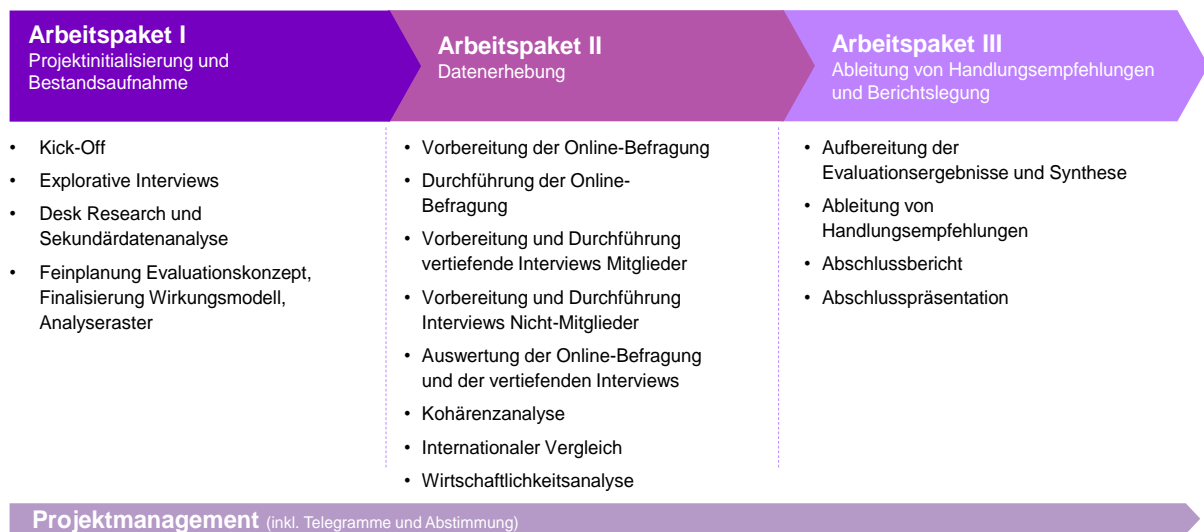 Arbeitspaket I
Projektinitialisierung und
Bestandsaufnahme
• Kick-Off
• Explorative Interviews
• Desk Research und
Sekundärdatenanalyse
• Feinplanung Evaluationskonzept,
Finalisierung Wirkungsmodell,
Analyseraster
Arbeitspaket II
Datenerhebung
• Vorbereitung der Online-Befragung
• Durchführung der Online-
Befragung
• Vorbereitung und Durchführung
vertiefende Interviews Mitglieder
• Vorbereitung und Durchführung
Interviews Nicht-Mitglieder
• Auswertung der Online-Befragung
und der vertiefenden Interviews
• Kohärenzanalyse
• Internationaler Vergleich
• Wirtschaftlichkeitsanalyse
Arbeitspaket III
Ableitung von Handlungsempfehlungen
und Berichtslegung
• Aufbereitung der
Evaluationsergebnisse und Synthese
• Ableitung von
Handlungsempfehlungen
• Abschlussbericht
• Abschlusspräsentation
Projektmanagement (inkl. Telegramme und Abstimmung)